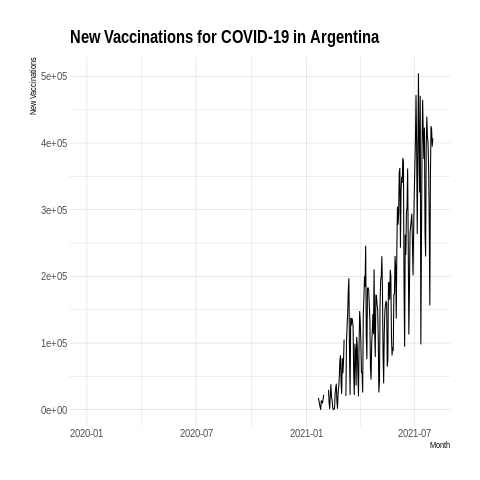 New Vaccinations for COVID-19 in Argentina
New Vaccinations
5e+05
4e+05
3e+05
2e+05
1e+05
0e+00
2020-01 2020-07 2021-01 2021-07
Month